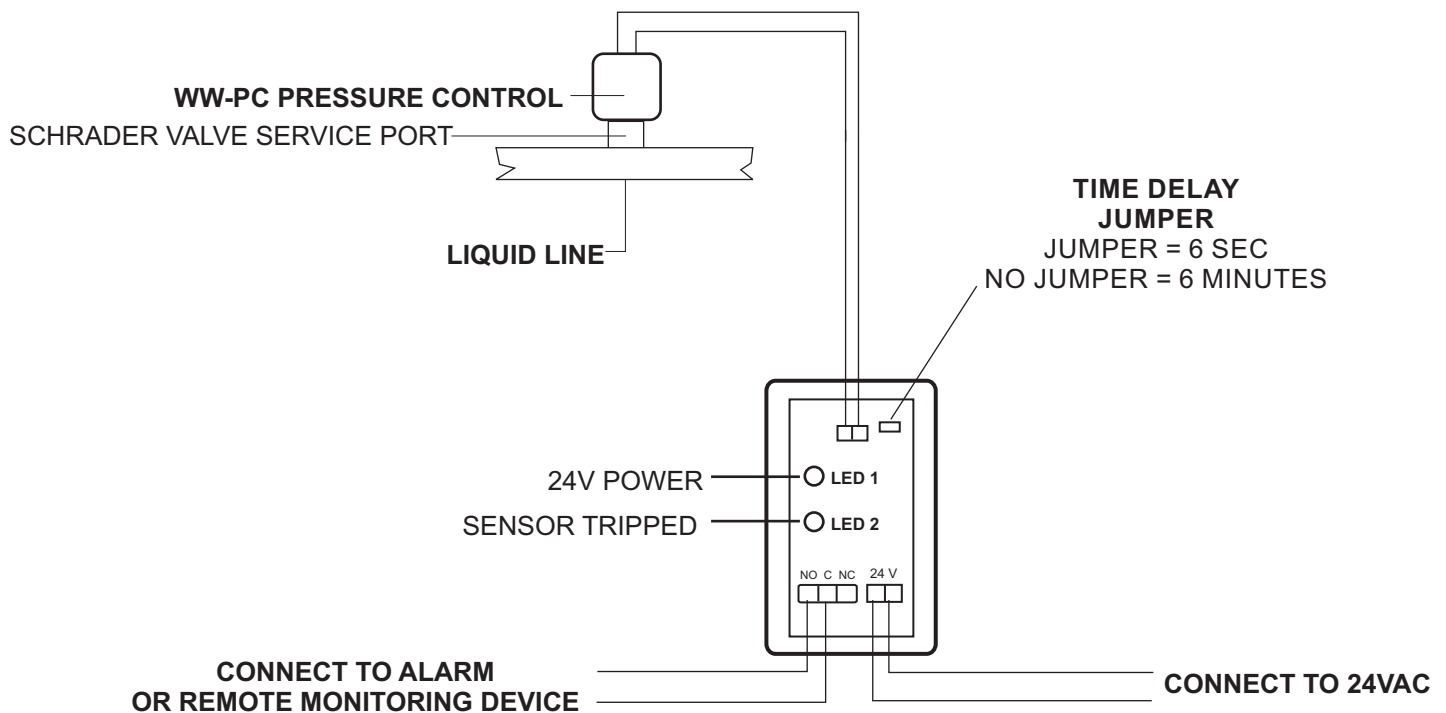 WW-PC PRESSURE CONTROL
SCHRADER VALVE SERVICE PORT
LIQUID LINE
TIME DELAY
JUMPER
JUMPER = 6 SEC
NO JUMPER = 6 MINUTES
24V POWER
LED 1
SENSOR TRIPPED
LED 2
NO C NC 24 V
CONNECT TO ALARM
OR REMOTE MONITORING DEVICE
CONNECT TO 24VAC